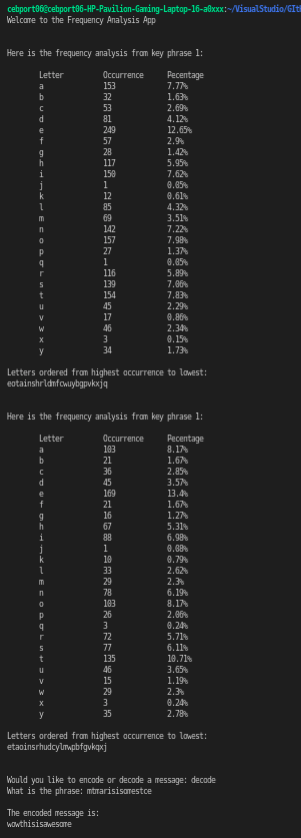 cebport06@cebport06-HP-Pavilion-Gaming-Laptop-16-a0xxx:~/VisualStudio/GIt
Welcome to the Frequency Analysis App
Here is the frequency analysis from key phrase 1:
Letter Occurrence Pecentage
a 153 7.77%
b 32 1.63%
c 53 2.69%
d 81 4.12%
e 249 12.65%
f 57 2.9%
g 28 1.42%
h 117 5.95%
i 150 7.62%
j 1 0.05%
k 12 0.61%
l 85 4.32%
m 69 3.51%
n 142 7.22%
o 157 7.98%
p 27 1.37%
q 1 0.05%
r 116 5.89%
s 139 7.06%
t 154 7.83%
u 45 2.29%
v 17 0.86%
w 46 2.34%
x 3 0.15%
y 34 1.73%
Letters ordered from highest occurrence to lowest:
eotainshrldmfcwuybgpvkxjq
Here is the frequency analysis from key phrase 1:
Letter Occurrence Pecentage
a 103 8.17%
b 21 1.67%
c 36 2.85%
d 45 3.57%
e 169 13.4%
f 21 1.67%
g 16 1.27%
h 67 5.31%
i 88 6.98%
j 1 0.08%
k 10 0.79%
l 33 2.62%
m 29 2.3%
n 78 6.19%
o 103 8.17%
p 26 2.06%
q 3 0.24%
r 72 5.71%
s 77 6.11%
t 135 10.71%
u 46 3.65%
v 15 1.19%
w 29 2.3%
x 3 0.24%
y 35 2.78%
Letters ordered from highest occurrence to lowest:
etaoinsrhudcylmwpbfgvkqxj
Would you like to encode or decode a message: decode
What is the phrase: mtmrarisisomestce
The encoded message is:
wowthisisawesome